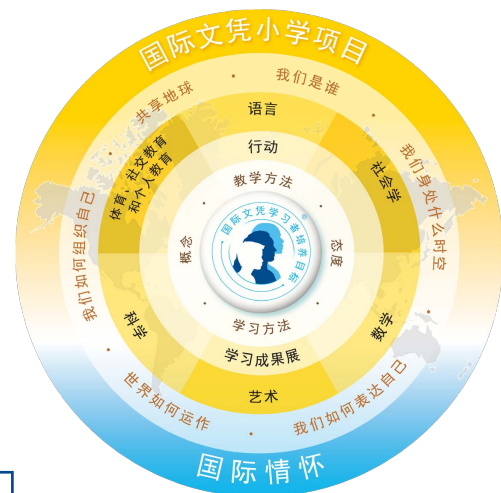 国际文凭小学项目
我们是谁
我们身处什么时空
我们如何表达自己
世界如何运作
我们如何组织自己
共享地球
语言
社会学
数学
艺术
科学
体育、社交教育
和个人教育
行动
学习成果展
教学方法
态度
学习方法
概念
国际文凭学习者培养目标
©
国际情怀